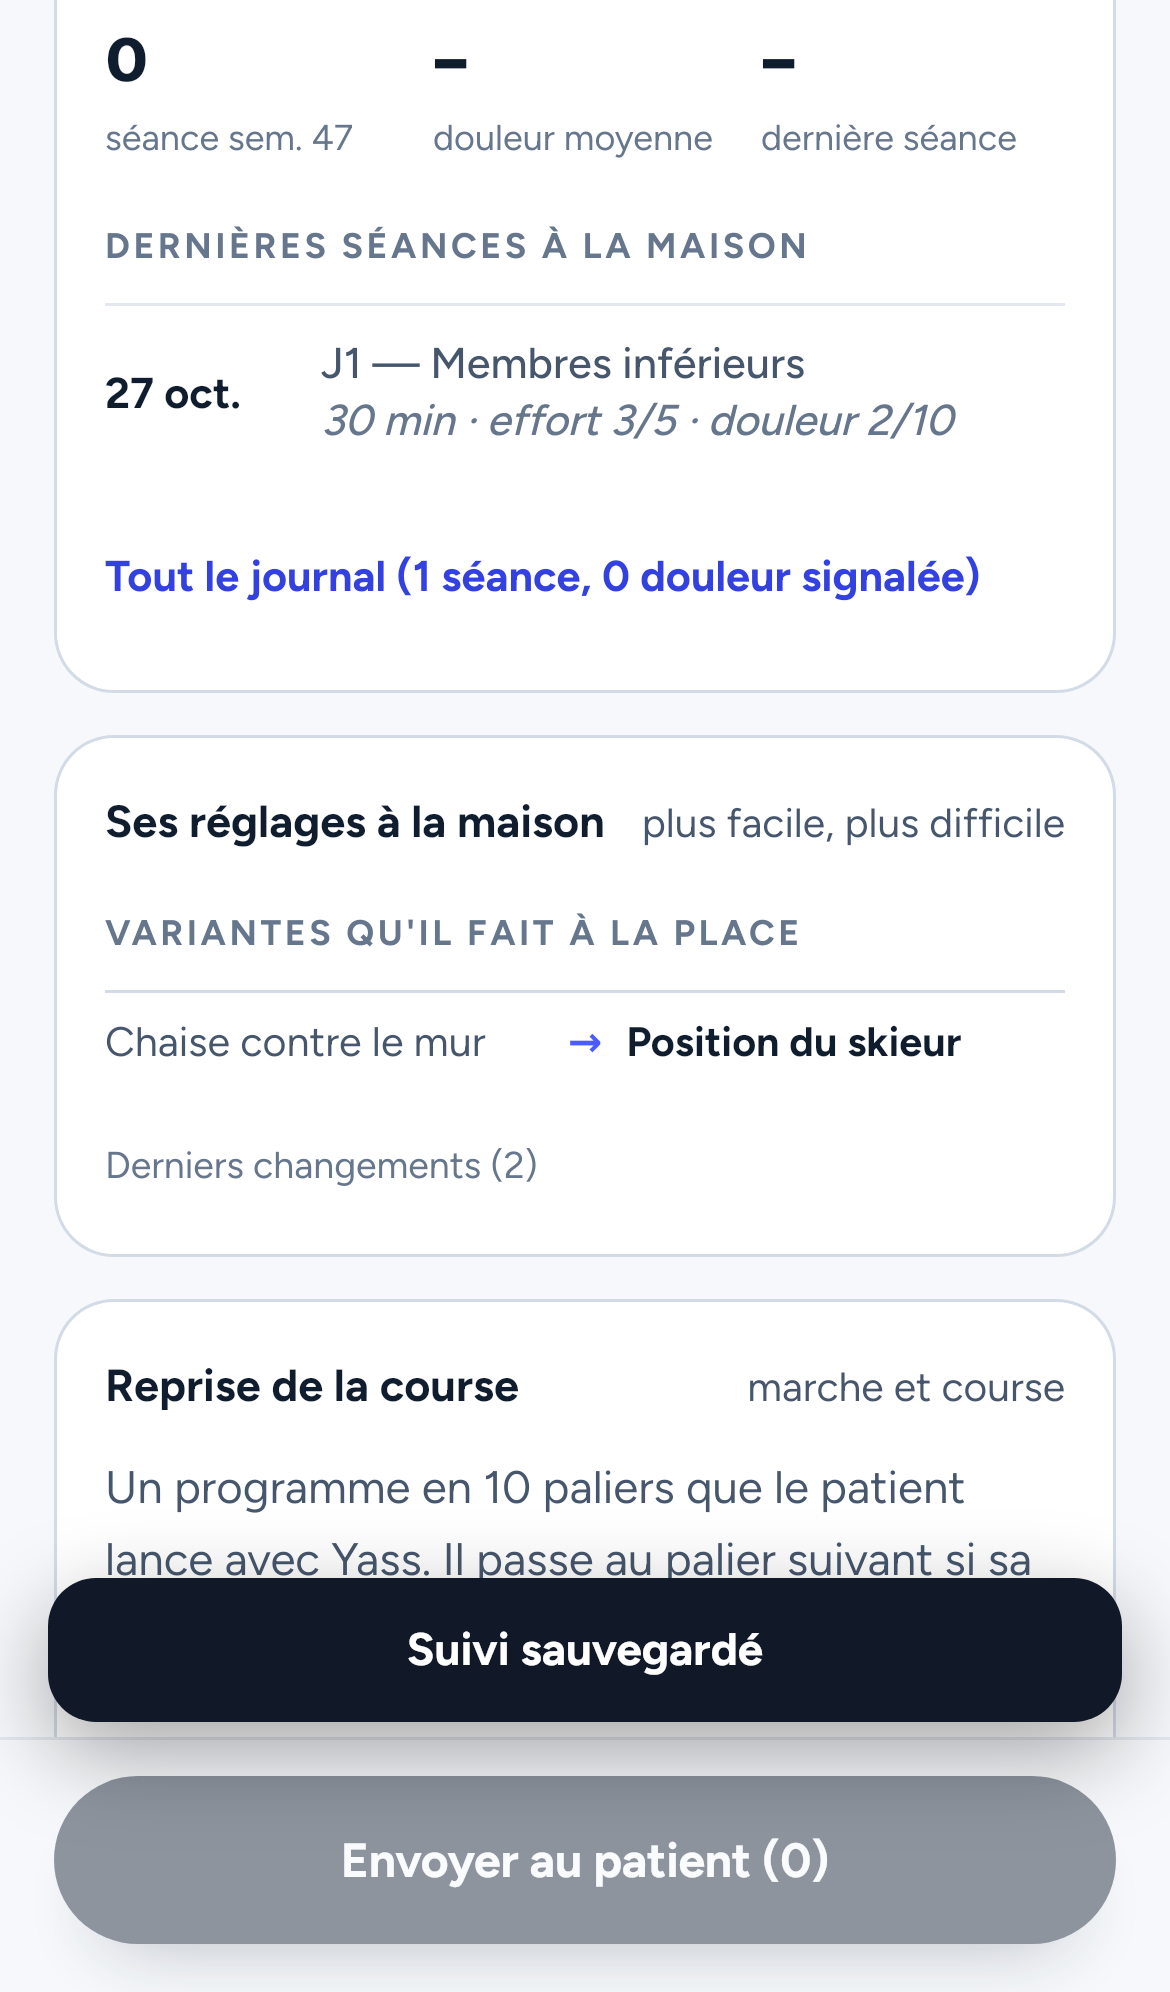 0 – –
séance sem. 47 douleur moyenne dernière séance
DERNIÈRES SÉANCES À LA MAISON
27 oct.
J1 — Membres inférieurs
30 min · effort 3/5 · douleur 2/10
Tout le journal (1 séance, 0 douleur signalée)
Ses réglages à la maison plus facile, plus difficile
VARIANTES QU'IL FAIT À LA PLACE
Chaise contre le mur → Position du skieur
Derniers changements (2)
Reprise de la course marche et course
Un programme en 10 paliers que le patient
lance avec Yass. Il passe au palier suivant si sa
Suivi sauvegardé
Envoyer au patient (0)